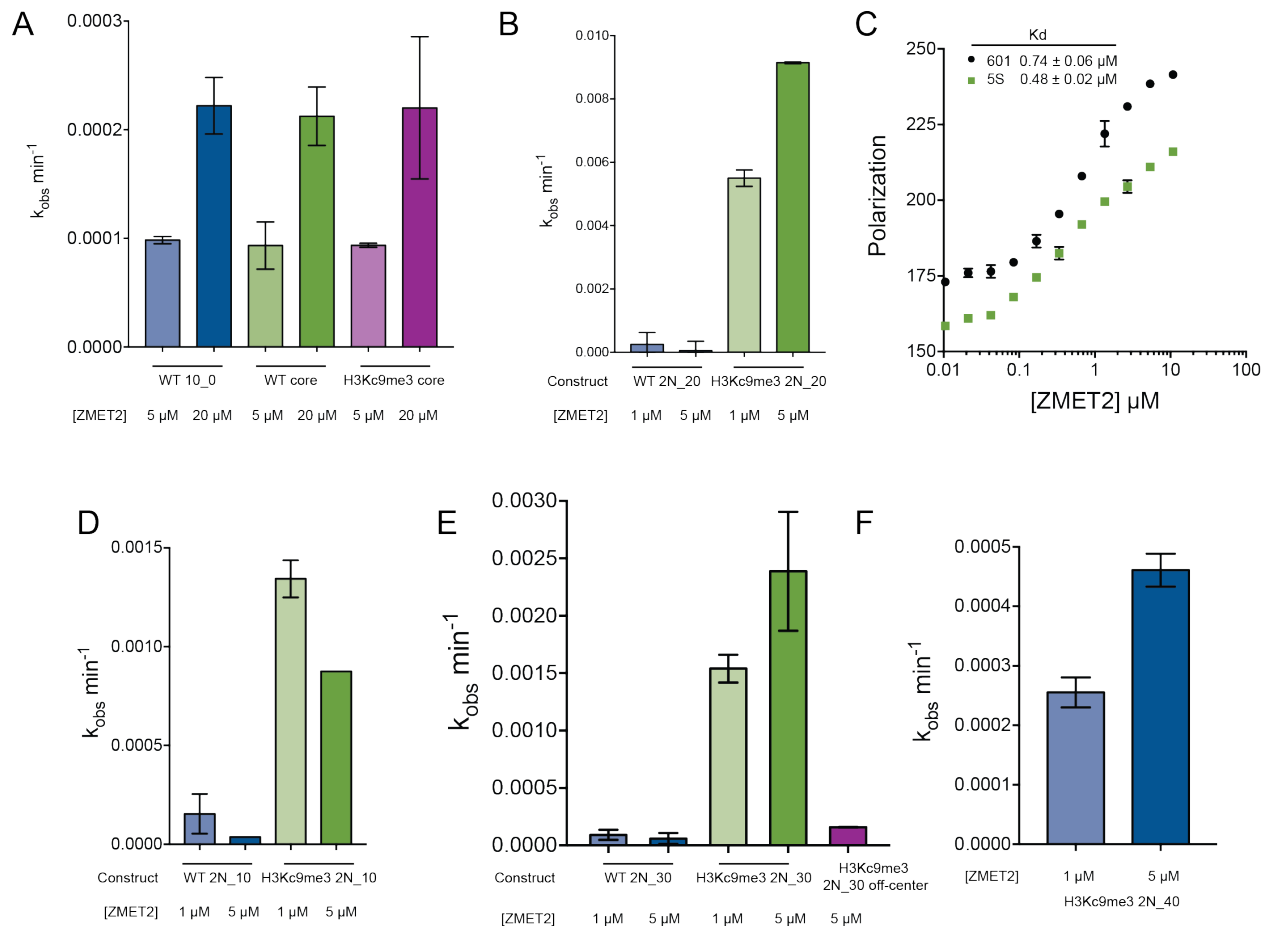 A
0.0003
0.0002
0.0001
0.0000
kobs min-1
WT 10_0 WT core H3Kc9me3 core
[ZMET2] 5 µM 20 µM 5 µM 20 µM 5 µM 20 µM
B
0.010
0.008
0.006
0.004
0.002
0.000
kobs min-1
Construct WT 2N_20 H3Kc9me3 2N_20
[ZMET2] 1 µM 5 µM 1 µM 5 µM
C
Kd
601 0.74 ± 0.06 µM
5S 0.48 ± 0.02 µM
250
225
200
175
150
Polarization
0.01 0.1 1 10 100
[ZMET2] µM
D
0.0015
0.0010
0.0005
0.0000
kobs min-1
Construct WT 2N_10 H3Kc9me3 2N_10
[ZMET2] 1 µM 5 µM 1 µM 5 µM
E
0.0030
0.0025
0.0020
0.0015
0.0010
0.0005
0.0000
kobs min-1
Construct WT 2N_30 H3Kc9me3 2N_30 H3Kc9me3
2N_30 off-center
[ZMET2] 1 µM 5 µM 1 µM 5 µM 5 µM
F
0.0005
0.0004
0.0003
0.0002
0.0001
0.0000
kobs min-1
[ZMET2] 1 µM 5 µM
H3Kc9me3 2N_40